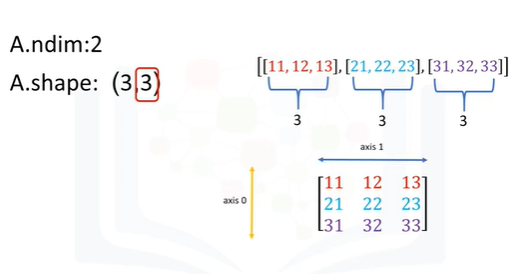 A.ndim:2
A.shape: (3,3)
[[11, 12, 13], [21, 22, 23], [31, 32, 33]]
3 3 3
axis 1
axis 0
11 12 13
21 22 23
31 32 33